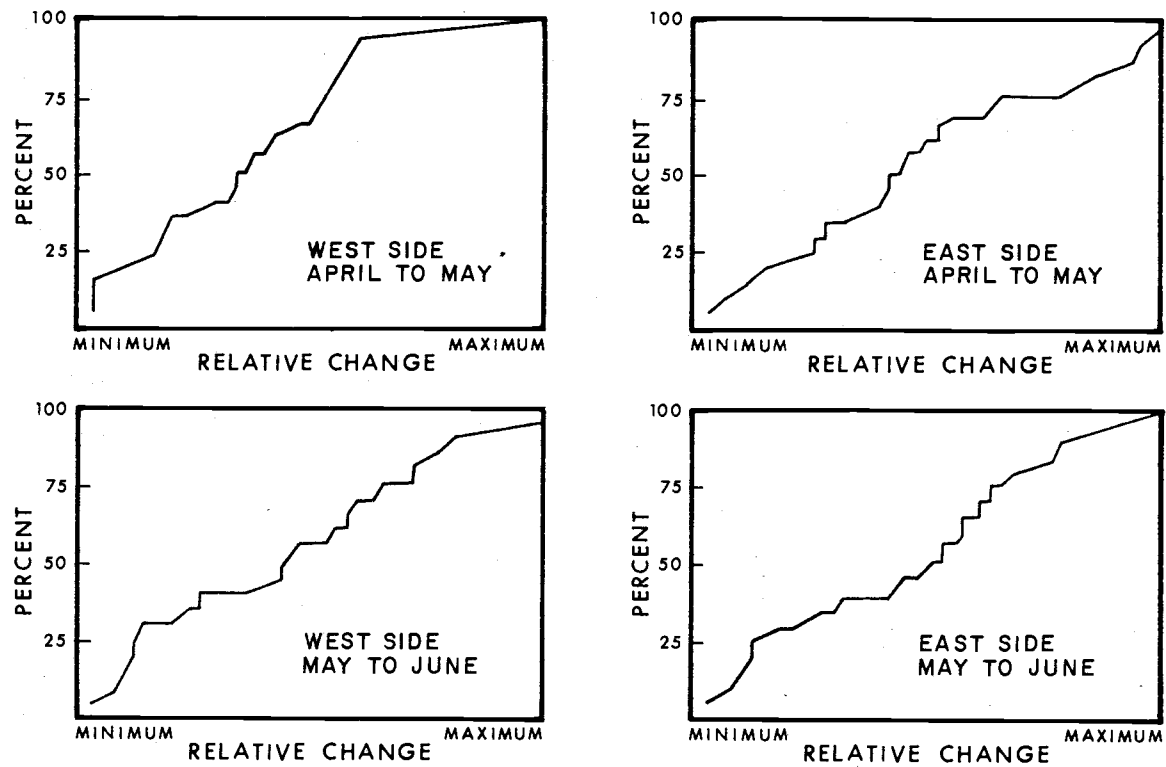 100
75
50
25
PERCENT
WEST SIDE
APRIL TO MAY
MINIMUM
MAXIMUM
RELATIVE CHANGE
100
75
50
25
PERCENT
EAST SIDE
APRIL TO MAY
MINIMUM
MAXIMUM
RELATIVE CHANGE
100
75
50
25
PERCENT
WEST SIDE
MAY TO JUNE
MINIMUM
MAXIMUM
RELATIVE CHANGE
100
75
50
25
PERCENT
EAST SIDE
MAY TO JUNE
MINIMUM
MAXIMUM
RELATIVE CHANGE